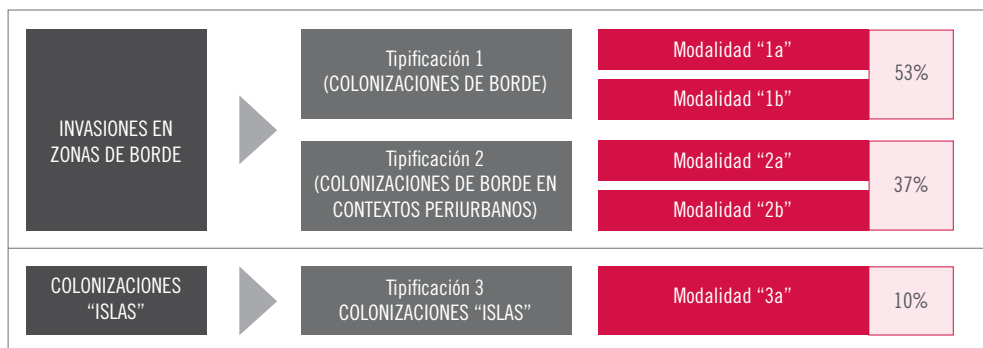 INVASIONES EN
ZONAS DE BORDE
Tipificación 1
(COLONIZACIONES DE BORDE)
Modalidad “1a”
Modalidad “1b”
53%
Tipificación 2
(COLONIZACIONES DE BORDE EN
CONTEXTOS PERIURBANOS)
Modalidad “2a”
Modalidad “2b”
37%
COLONIZACIONES
“ISLAS”
Tipificación 3
COLONIZACIONES “ISLAS”
Modalidad “3a”
10%